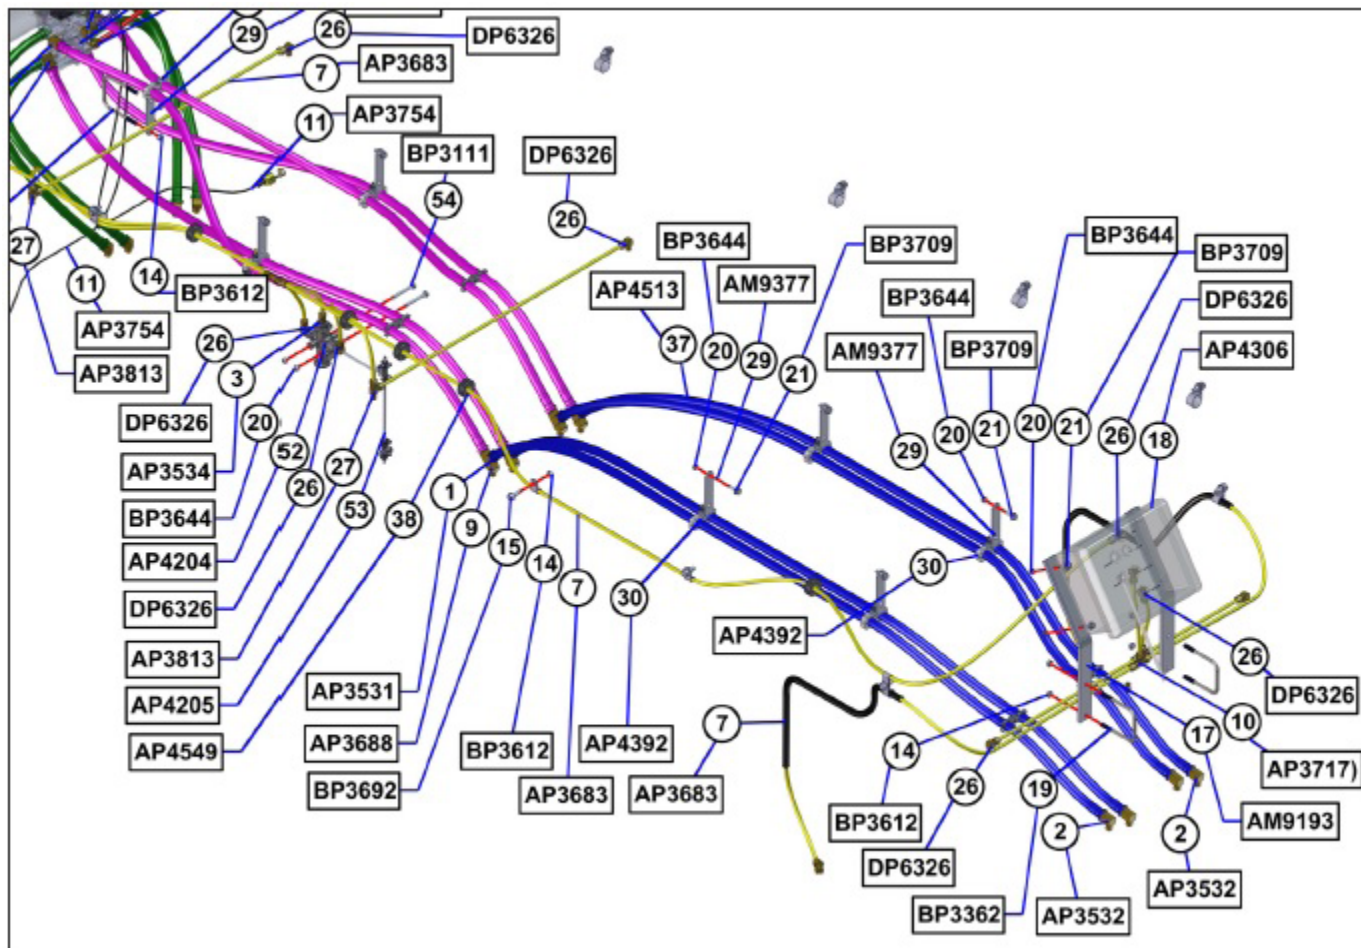 29
26
DP6326
7
AP3683
11
AP3754
BP3111
54
DP6326
26
27
14
BP3612
11
AP3754
AP3813
BP3644
AM9377
BP3709
AP4513
37
20
29
21
BP3644
BP3709
BP3644
DP6326
AM9377
BP3709
AP4306
29
20
21
20
21
26
18
26
3
DP6326
20
AP3534
52
26
27
BP3644
53
38
AP4204
DP6326
AP3813
AP4205
AP4549
1
9
15
14
7
30
AP3531
AP3688
BP3692
BP3612
AP3683
AP4392
30
AP4392
7
AP3683
14
BP3612
26
DP6326
19
BP3362
2
AP3532
2
AP3532
26
DP6326
10
AP3717)
17
AM9193